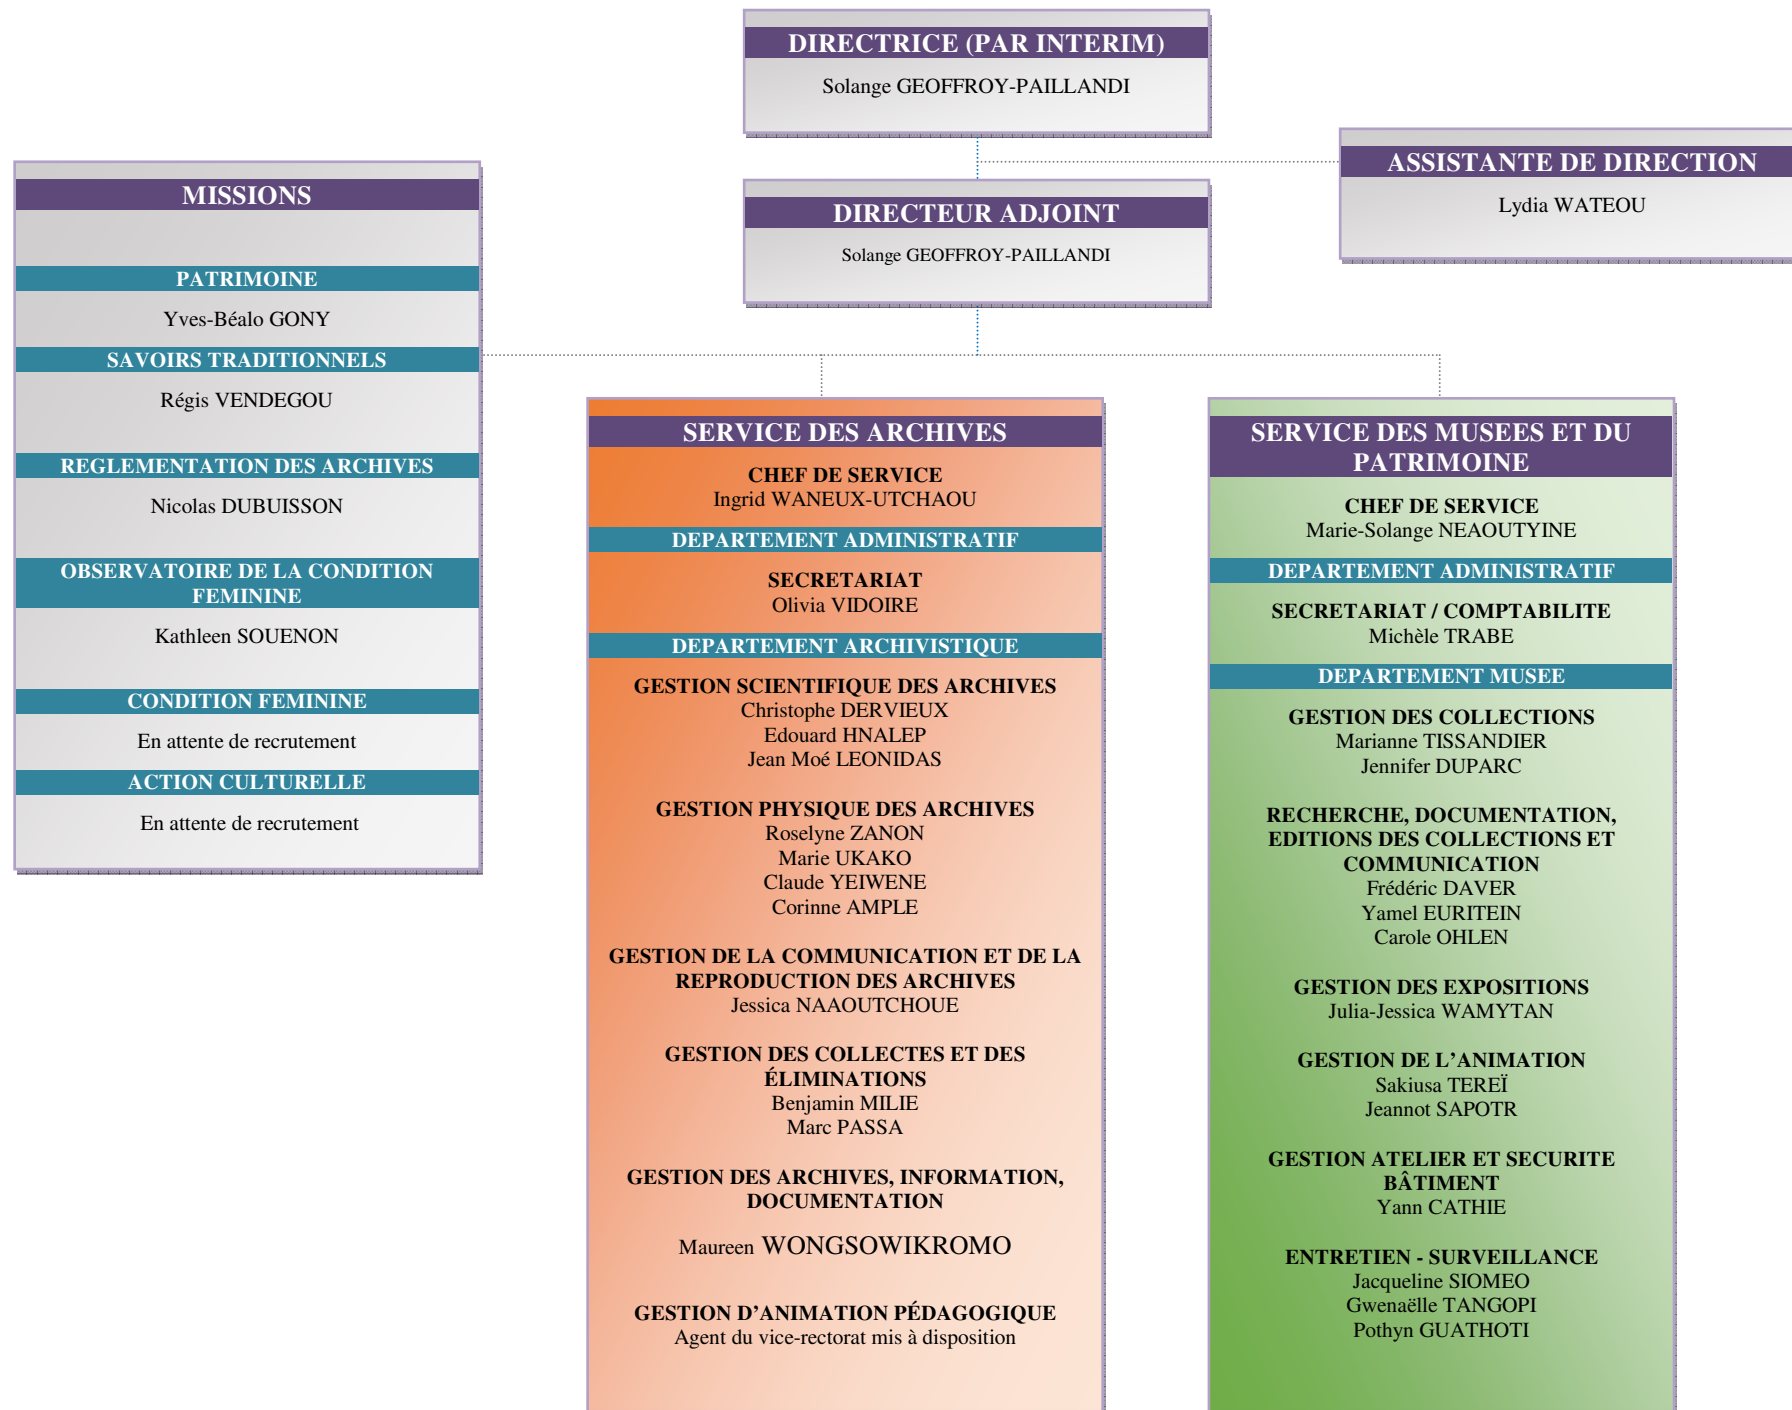 DIRECTRICE (PAR INTERIM)
Solange GEOFFROY-PAILLANDI
ASSISTANTE DE DIRECTION
Lydia WATEOU
DIRECTEUR ADJOINT
Solange GEOFFROY-PAILLANDI
MISSIONS
PATRIMOINE
Yves-Béalo GONY
SAVOIRS TRADITIONNELS
Régis VENDEGOU
REGLEMENTATION DES ARCHIVES
Nicolas DUBUISSON
OBSERVATOIRE DE LA CONDITION
FEMININE
Kathleen SOUENON
CONDITION FEMININE
En attente de recrutement
ACTION CULTURELLE
En attente de recrutement
SERVICE DES ARCHIVES
CHEF DE SERVICE
Ingrid WANEUX-UTCHAOU
DEPARTEMENT ADMINISTRATIF
SECRETARIAT
Olivia VIDOIRE
DEPARTEMENT ARCHIVISTIQUE
GESTION SCIENTIFIQUE DES ARCHIVES
Christophe DERVIEUX
Edouard HNALEP
Jean Moé LEONIDAS
GESTION PHYSIQUE DES ARCHIVES
Roselyne ZANON
Marie UKAKO
Claude YEIWENE
Corinne AMPLE
GESTION DE LA COMMUNICATION ET DE LA
REPRODUCTION DES ARCHIVES
Jessica NAAOUTCHOUE
GESTION DES COLLECTES ET DES
ÉLIMINATIONS
Benjamin MILIE
Marc PASSA
GESTION DES ARCHIVES, INFORMATION,
DOCUMENTATION
Maureen WONGSOWIKROMO
GESTION D’ANIMATION PÉDAGOGIQUE
Agent du vice-rectorat mis à disposition
SERVICE DES MUSEES ET DU
PATRIMOINE
CHEF DE SERVICE
Marie-Solange NEAOUTYINE
DEPARTEMENT ADMINISTRATIF
SECRETARIAT / COMPTABILITE
Michèle TRABE
DEPARTEMENT MUSEE
GESTION DES COLLECTIONS
Marianne TISSANDIER
Jennifer DUPARC
RECHERCHE, DOCUMENTATION,
EDITIONS DES COLLECTIONS ET
COMMUNICATION
Frédéric DAVER
Yamel EURITEIN
Carole OHLEN
GESTION DES EXPOSITIONS
Julia-Jessica WAMYTAN
GESTION DE L’ANIMATION
Sakiusa TEREÏ
Jeannot SAPOTR
GESTION ATELIER ET SECURITE
BÂTIMENT
Yann CATHIE
ENTRETIEN - SURVEILLANCE
Jacqueline SIOMEO
Gwenaëlle TANGOPI
Pothyn GUATHOTI